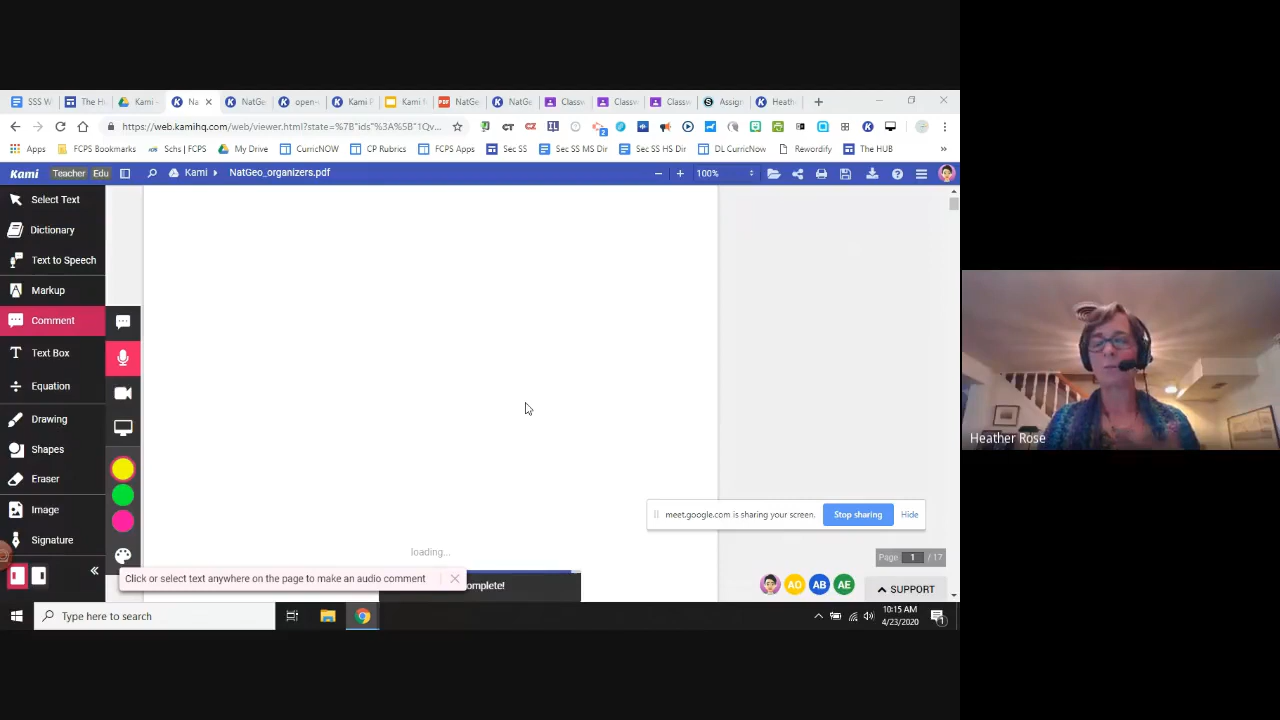 SSS W The H Kami - Na NatGe open- Kami P Kami f NatG NatGe Classw Classw Classw Assign Heath
https://web.kamihq.com/web/viewer.html?state=%7B"ids"%3A%5B"1Qv...
Apps FCPS Bookmarks Schs | FCPS My Drive CurricNOW CP Rubrics FCPS Apps Sec SS Sec SS MS Dir Sec SS HS Dir DL CurricNow Rewordify The HUB »
Kami Teacher Edu Kami NatGeo_organizers.pdf 100%
Select Text
Dictionary
Text to Speech
Markup
Comment
Text Box
Equation
Drawing
Shapes
Eraser
Image
Signature
loading...
Click or select text anywhere on the page to make an audio comment
omplete!
meet.google.com is sharing your screen. Stop sharing Hide
Page 1 / 17
AO AB AE
SUPPORT
Type here to search
10:15 AM
4/23/2020
Heather Rose